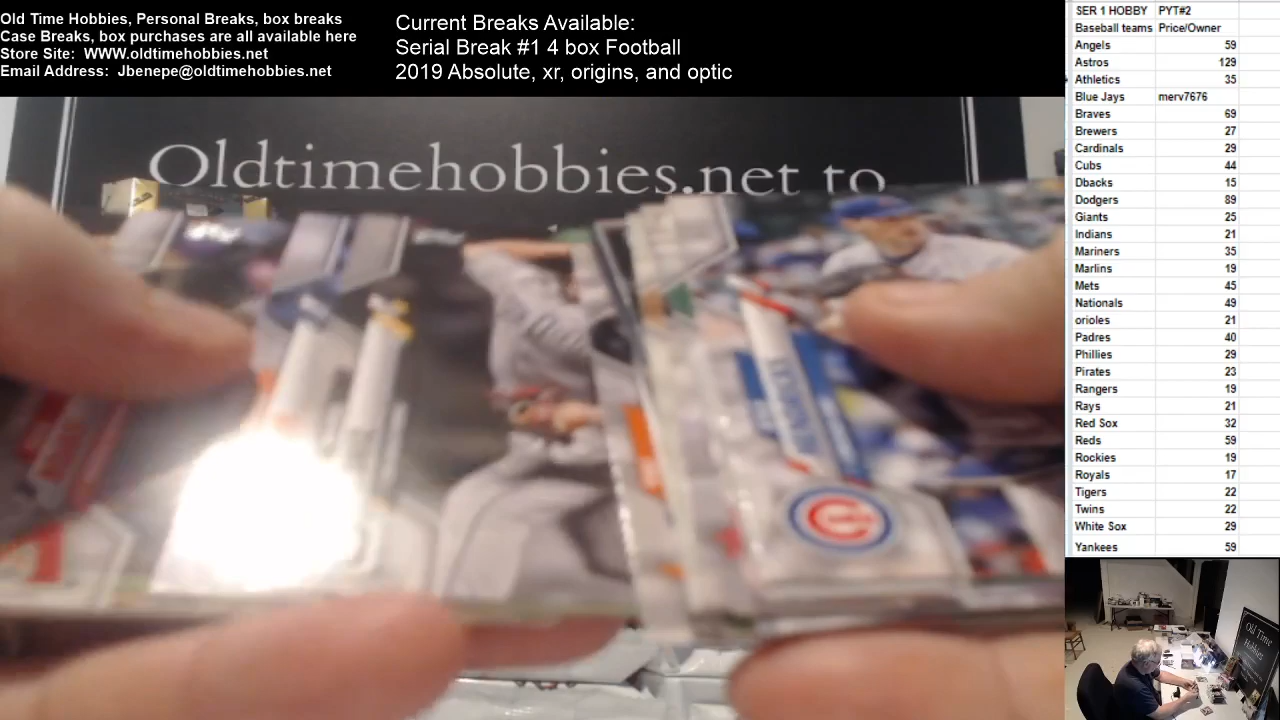 Old Time Hobbies, Personal Breaks, box breaks
Case Breaks, box purchases are all available here
Store Site: WWW.oldtimehobbies.net
Email Address: Jbenepe@oldtimehobbies.net
Current Breaks Available:
Serial Break #1 4 box Football
2019 Absolute, xr, origins, and optic
Oldtimehobbies.net to
SER 1 HOBBY PYT#2
Baseball teams Price/Owner
Angels 59
Astros 129
Athletics 35
Blue Jays merv7676
Braves 69
Brewers 27
Cardinals 29
Cubs 44
Dbacks 15
Dodgers 89
Giants 25
Indians 21
Mariners 35
Marlins 19
Mets 45
Nationals 49
orioles 21
Padres 40
Phillies 29
Pirates 23
Rangers 19
Rays 21
Red Sox 32
Reds 59
Rockies 19
Royals 17
Tigers 22
Twins 22
White Sox 29
Yankees 59
Old Time